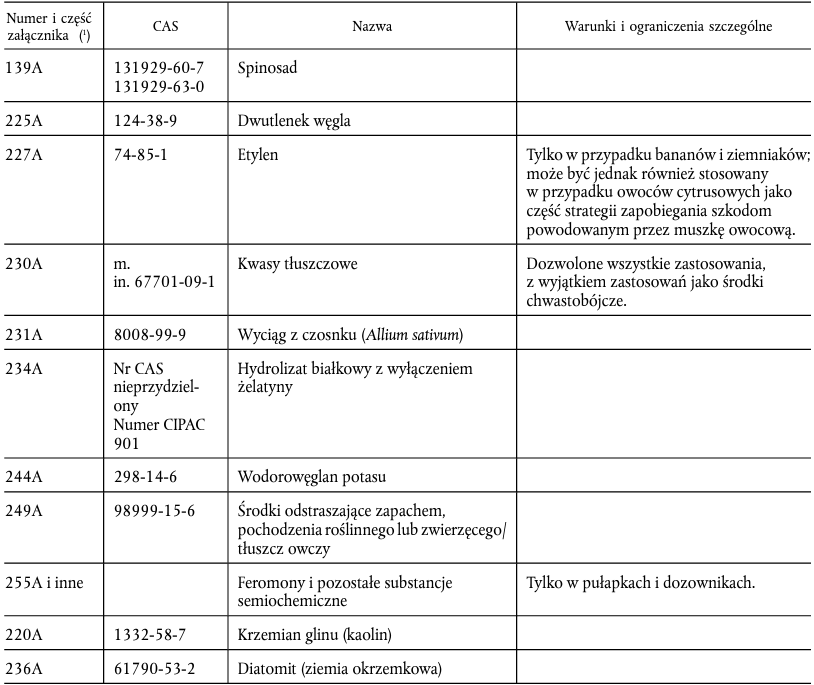 Numer i część
załącznika (¹)
CAS
Nazwa
Warunki i ograniczenia szczególne
139A
131929-60-7
131929-63-0
Spinosad
225A
124-38-9
Dwutlenek węgla
227A
74-85-1
Etylen
Tylko w przypadku bananów i ziemniaków;
może być jednak również stosowany
w przypadku owoców cytrusowych jako
część strategii zapobiegania szkodom
powodowanym przez muszkę owocową.
230A
m.
in. 67701-09-1
Kwasy tłuszczowe
Dozwolone wszystkie zastosowania,
z wyjątkiem zastosowań jako środki
chwastobójcze.
231A
8008-99-9
Wyciąg z czosnku (Allium sativum)
234A
Nr CAS
nieprzydziel-
ony
Numer CIPAC
901
Hydrolizat białkowy z wyłączeniem
żelatyny
244A
298-14-6
Wodorowęglan potasu
249A
98999-15-6
Środki odstraszające zapachem,
pochodzenia roślinnego lub zwierzęcego/
tłuszcz owczy
255A i inne
Feromony i pozostałe substancje
semiochemiczne
Tylko w pułapkach i dozownikach.
220A
1332-58-7
Krzemian glinu (kaolin)
236A
61790-53-2
Diatomit (ziemia okrzemkowa)